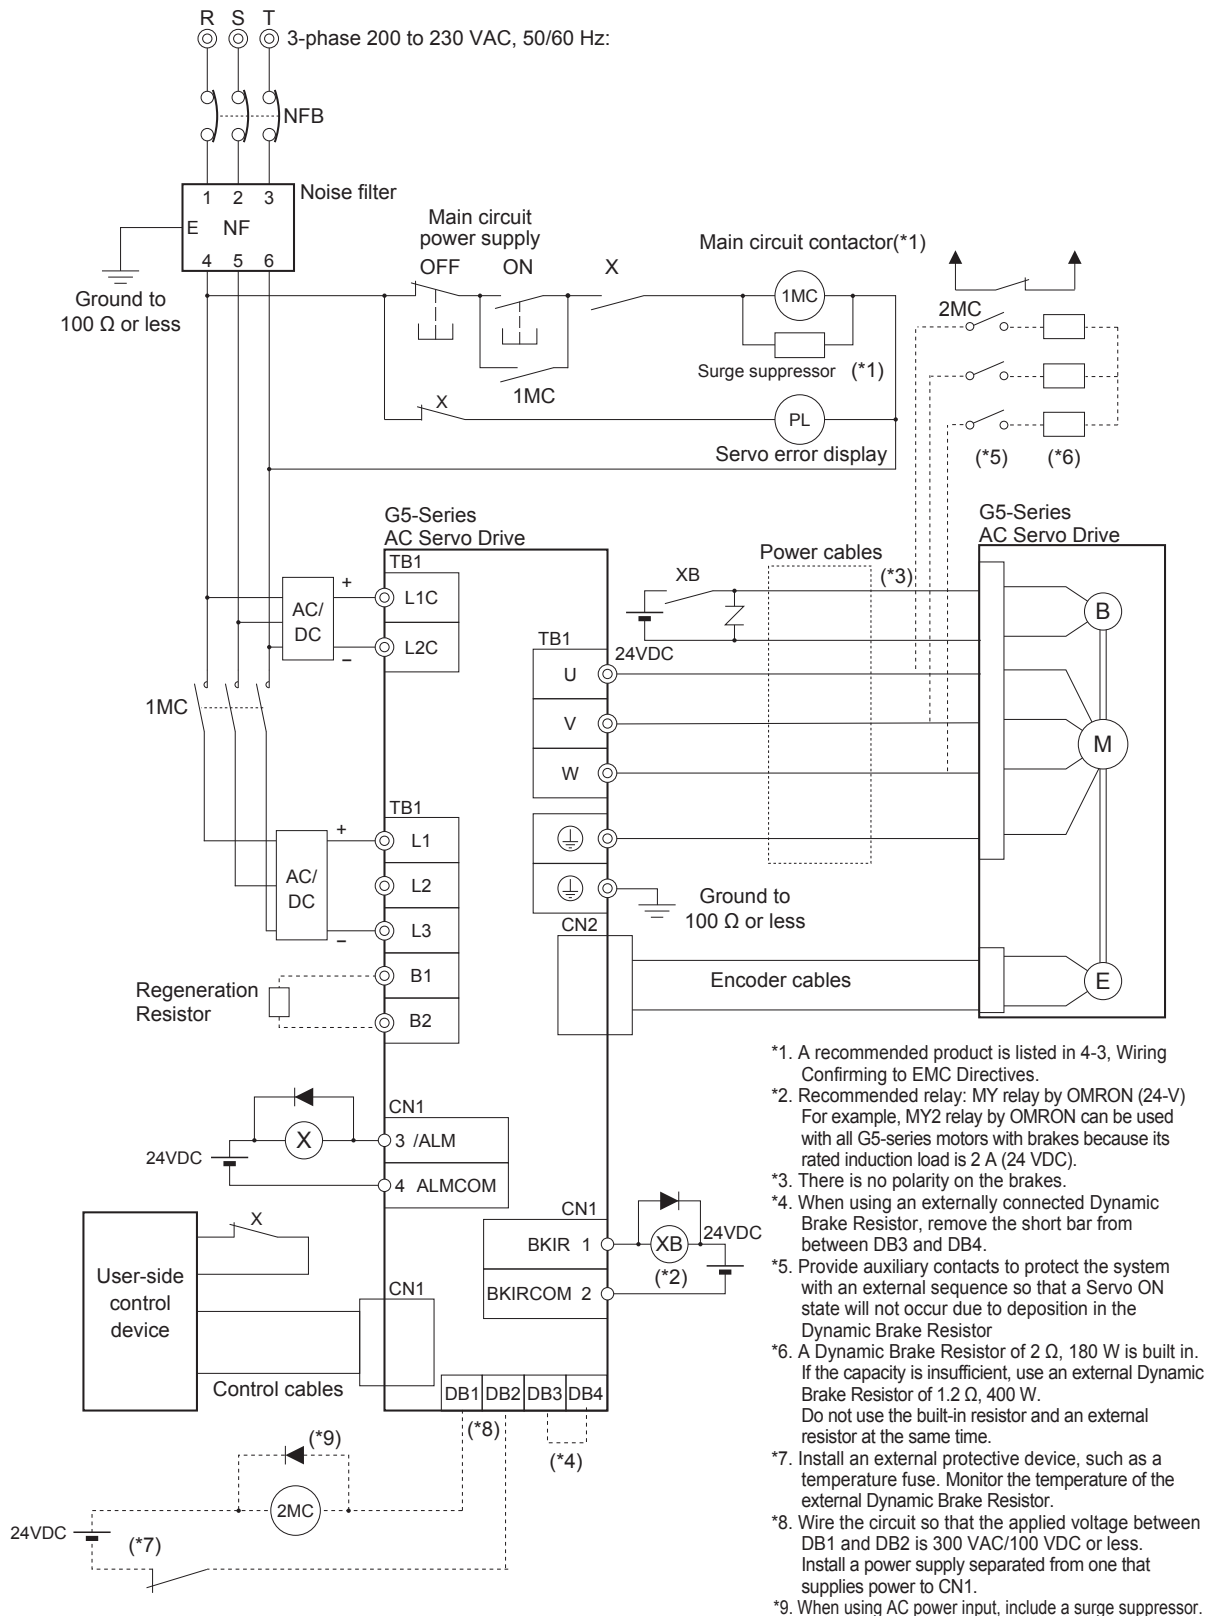 R S T
3-phase 200 to 230 VAC, 50/60 Hz:
NFB
Noise filter
1 2 3
E NF
4 5 6
Ground to
100 Ω or less
Main circuit
power supply
OFF ON X
Main circuit contactor(*1)
1MC
Surge suppressor (*1)
1MC
X
PL
Servo error display
2MC
(*5) (*6)
G5-Series
AC Servo Drive
TB1
+
AC/
DC
L1C
L2C
–
1MC
TB1
+
AC/
DC
L1
L2
L3
–
B1
B2
Regeneration
Resistor
TB1
U
V
W
XB
24VDC
Power cables
(*3)
G5-Series
AC Servo Drive
B
M
E
Ground to
100 Ω or less
CN2
Encoder cables
CN1
X
24VDC
3 /ALM
4 ALMCOM
CN1
BKIR 1
BKIRCOM 2
XB
(*2)
24VDC
X
User-side
control
device
CN1
Control cables
DB1 DB2 DB3 DB4
(*8)
(*4)
(*9)
2MC
24VDC
(*7)
*1. A recommended product is listed in 4-3, Wiring
Confirming to EMC Directives.
*2. Recommended relay: MY relay by OMRON (24-V)
For example, MY2 relay by OMRON can be used
with all G5-series motors with brakes because its
rated induction load is 2 A (24 VDC).
*3. There is no polarity on the brakes.
*4. When using an externally connected Dynamic
Brake Resistor, remove the short bar from
between DB3 and DB4.
*5. Provide auxiliary contacts to protect the system
with an external sequence so that a Servo ON
state will not occur due to deposition in the
Dynamic Brake Resistor
*6. A Dynamic Brake Resistor of 2 Ω, 180 W is built in.
If the capacity is insufficient, use an external Dynamic
Brake Resistor of 1.2 Ω, 400 W.
Do not use the built-in resistor and an external
resistor at the same time.
*7. Install an external protective device, such as a
temperature fuse. Monitor the temperature of the
external Dynamic Brake Resistor.
*8. Wire the circuit so that the applied voltage between
DB1 and DB2 is 300 VAC/100 VDC or less.
Install a power supply separated from one that
supplies power to CN1.
*9. When using AC power input, include a surge suppressor.